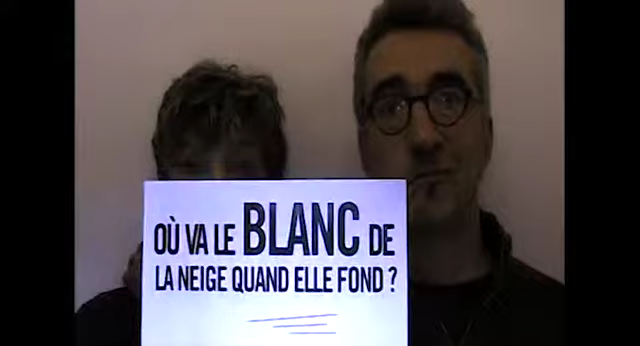 OÙ VA LE BLANC DE
LA NEIGE QUAND ELLE FOND ?